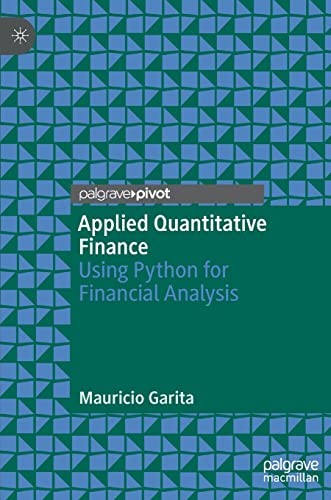 palgrave▸pivot
Applied Quantitative
Finance
Using Python for
Financial Analysis
Mauricio Garita
palgrave
macmillan